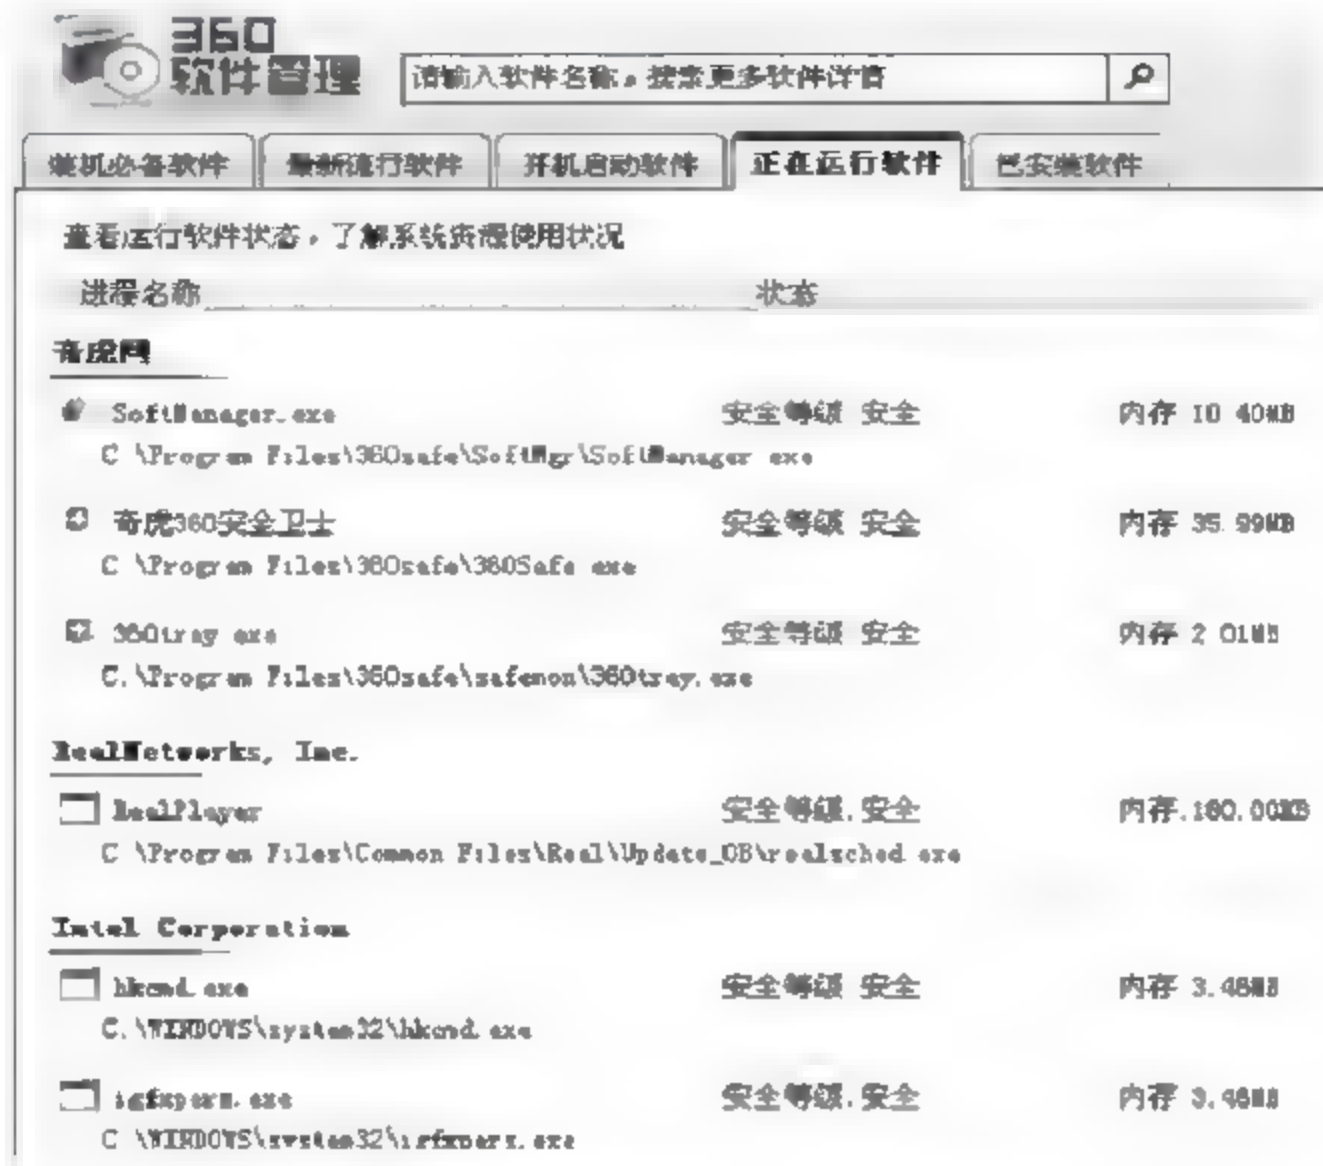 360
软件管理
请输入软件名称，搜索更多软件详情
装机必备软件 最新流行软件 开机启动软件 正在运行软件 已安装软件
查看运行软件状态，了解系统资源使用状况
进程名称 状态
奇虎网
SoftManager.exe 安全等级 安全 内存 10 40MB
C \Program Files\360safe\SoftMgr\SoftManager exe
奇虎360安全卫士 安全等级 安全 内存 35 99MB
C \Program Files\360safe\360Safe exe
360tray exe 安全等级 安全 内存 2 01MB
C.\Program Files\360safe\safemon\360tray.exe
RealNetworks, Inc.
RealPlayer 安全等级.安全 内存.180.00KB
C \Program Files\Common Files\Real\Update_OB\realsched exe
Intel Corporation
hkcmd exe 安全等级 安全 内存
C.\WINDOWS\system32\hkcmd exe
igfxpers.exe 安全等级.安全 内存
C \WINDOWS\system32\igfxpers.exe